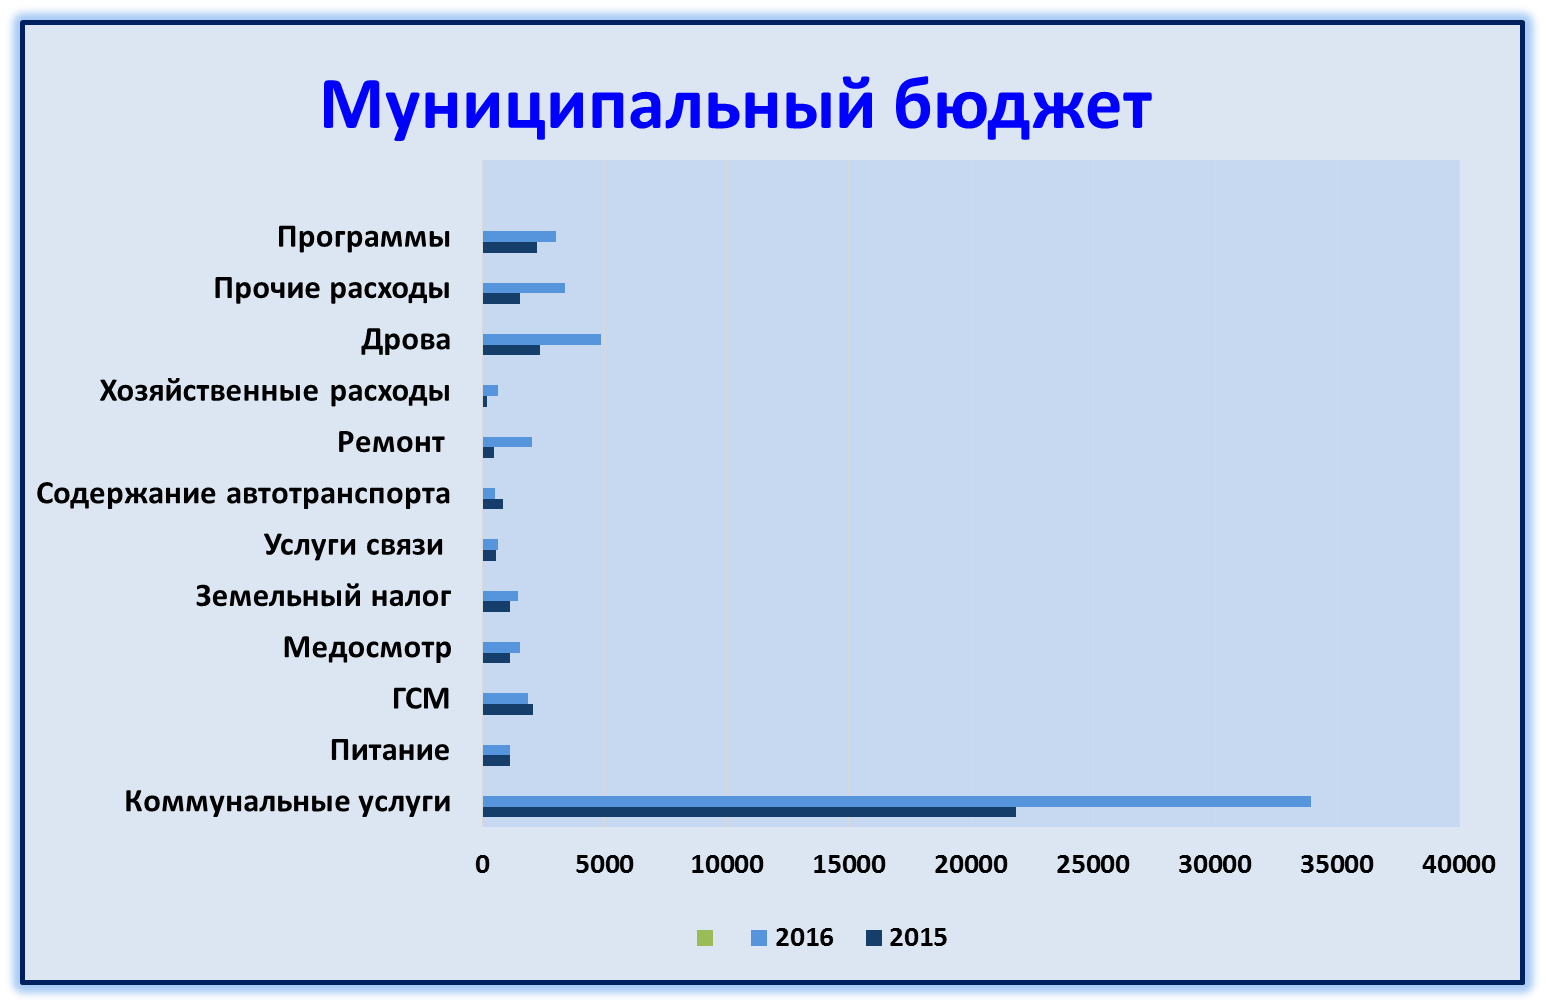 Муниципальный бюджет
Программы
Прочие расходы
Дрова
Хозяйственные расходы
Ремонт
Содержание автотранспорта
Услуги связи
Земельный налог
Медосмотр
ГСМ
Питание
Коммунальные услуги
0 5000 10000 15000 20000 25000 30000 35000 40000
2016 2015